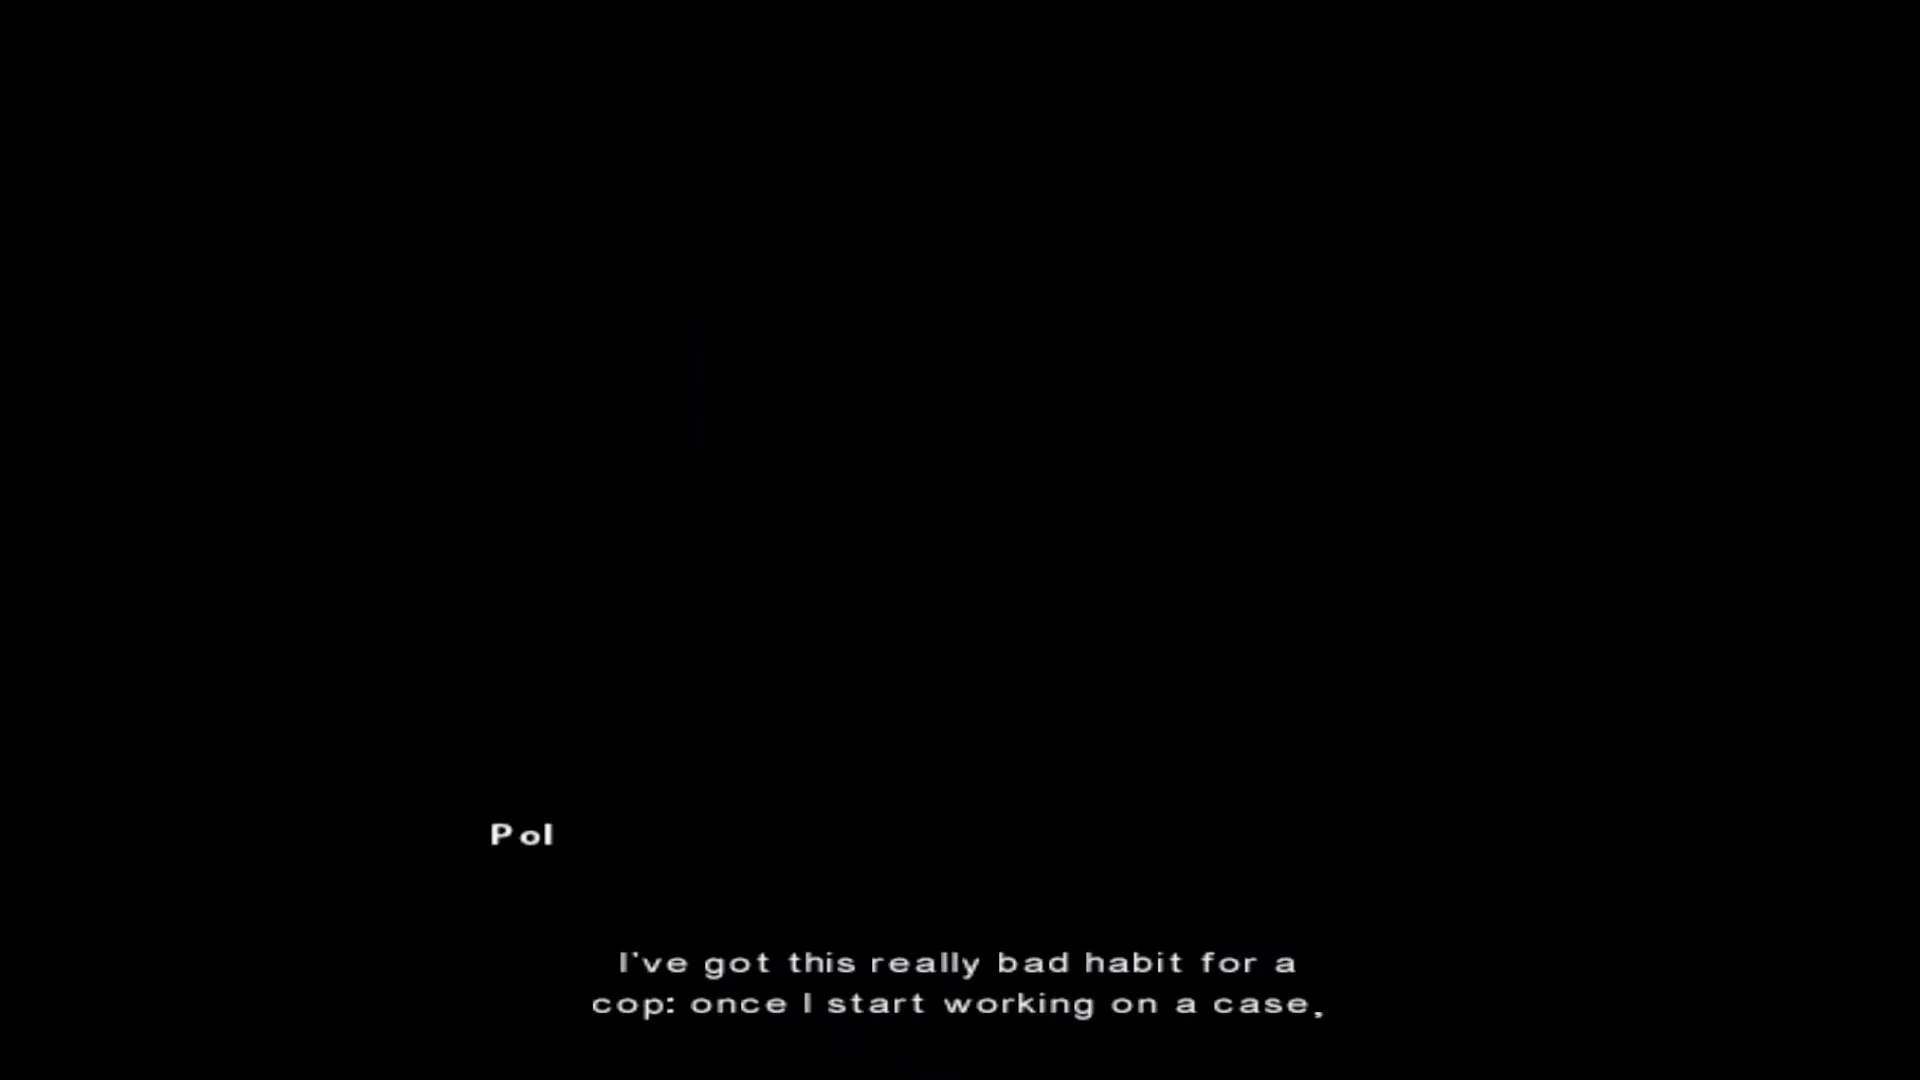 Pol
I've got this really bad habit for a
cop: once I start working on a case,